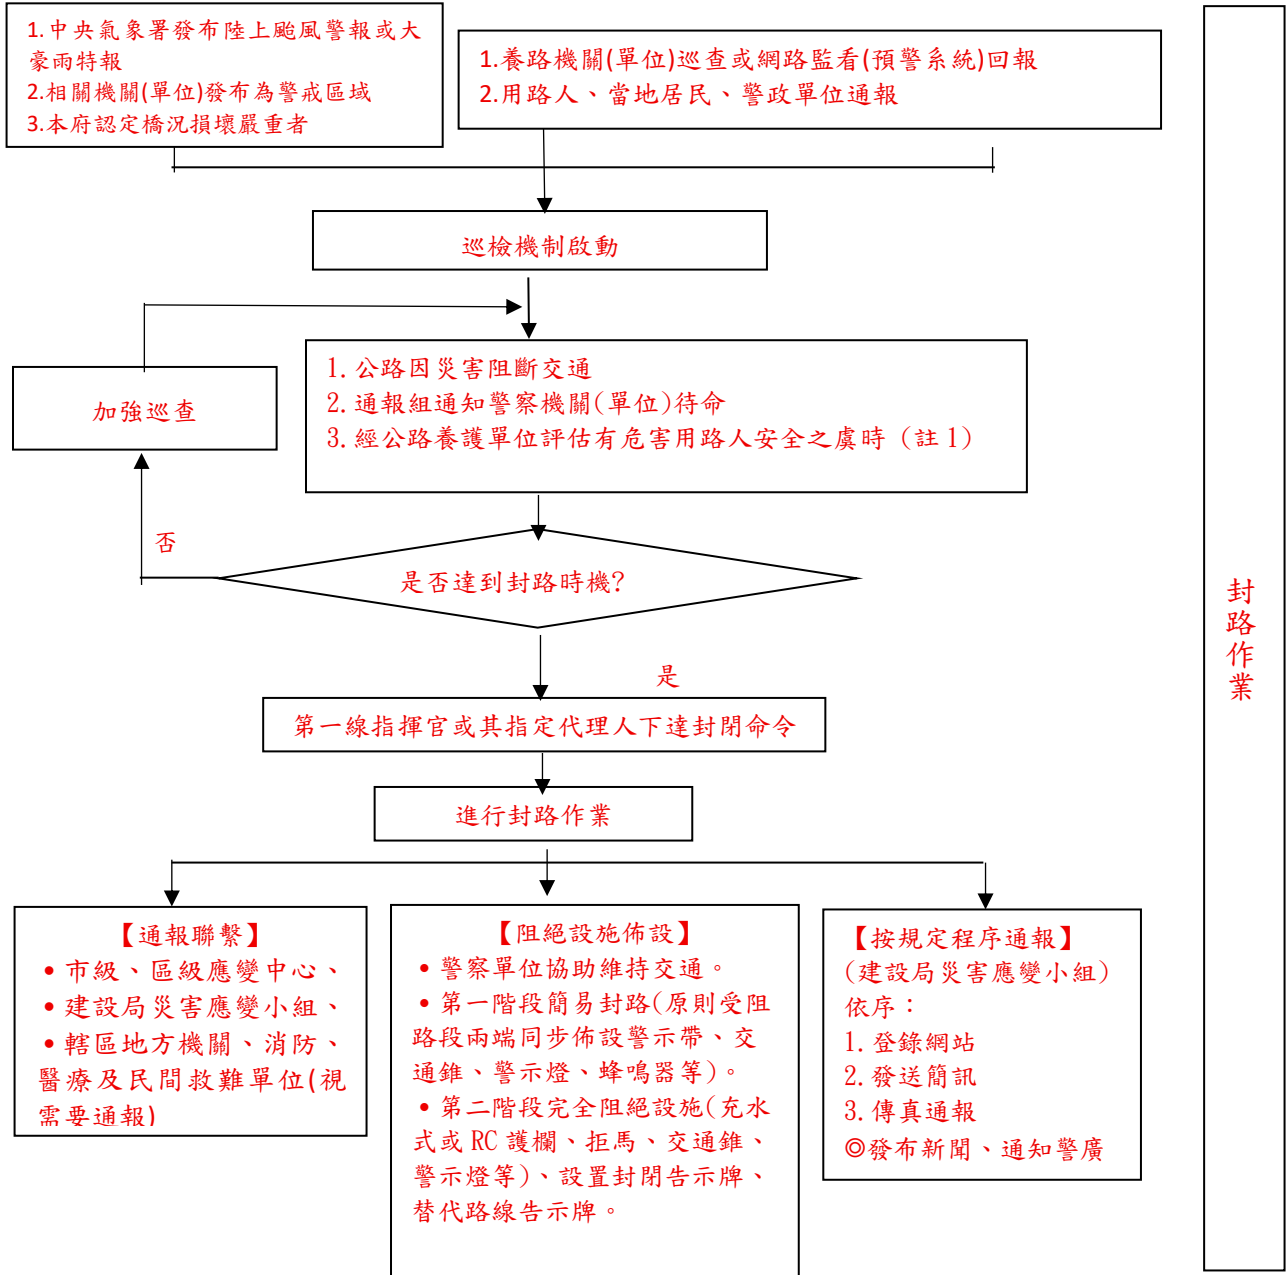 1.中央氣象署發布陸上颱風警報或大
豪雨特報
2.相關機關(單位)發布為警戒區域
3.本府認定橋況損壞嚴重者
1.養路機關(單位)巡查或網路監看(預警系統)回報
2.用路人、當地居民、警政單位通報
巡檢機制啟動
加強巡查
1.公路因災害阻斷交通
2.通報組通知警察機關(單位)待命
3.經公路養護單位評估有危害用路人安全之虞時（註1）
否
是否達到封路時機?
是
第一線指揮官或其指定代理人下達封閉命令
進行封路作業
【通報聯繫】
•市級、區級應變中心、
•建設局災害應變小組、
•轄區地方機關、消防、
醫療及民間救難單位(視
需要通報)
【阻絕設施佈設】
•警察單位協助維持交通。
•第一階段簡易封路(原則受阻
路段兩端同步佈設警示帶、交
通錐、警示燈、蜂鳴器等)。
•第二階段完全阻絕設施(充水
式或RC護欄、拒馬、交通錐、
警示燈等)、設置封閉告示牌、
替代路線告示牌。
【按規定程序通報】
(建設局災害應變小組)
依序：
1.登錄網站
2.發送簡訊
3.傳真通報
◎發布新聞、通知警廣
封路作業